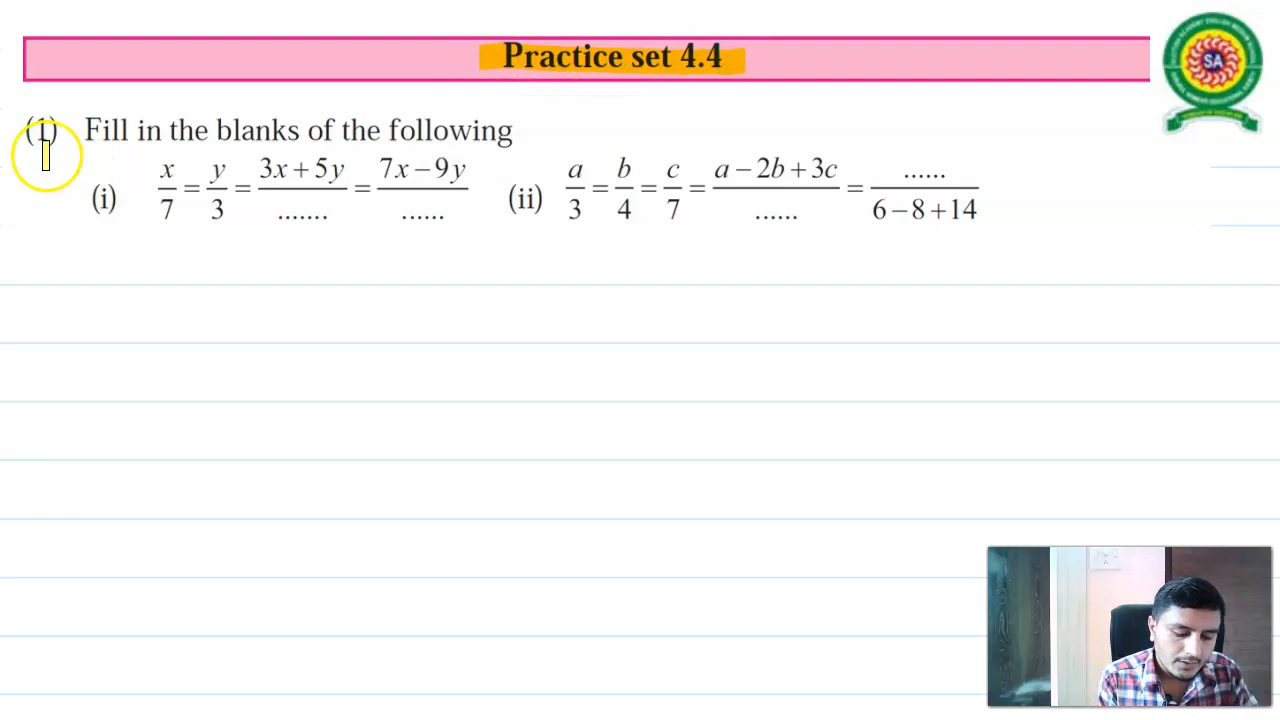 Practice set 4.4
SA
(1) Fill in the blanks of the following
(i) x/7 = y/3 = 3x+5y/....... = 7x−9y/...... (ii) a/3 = b/4 = c/7 = a−2b+3c/...... = ....../6−8+14